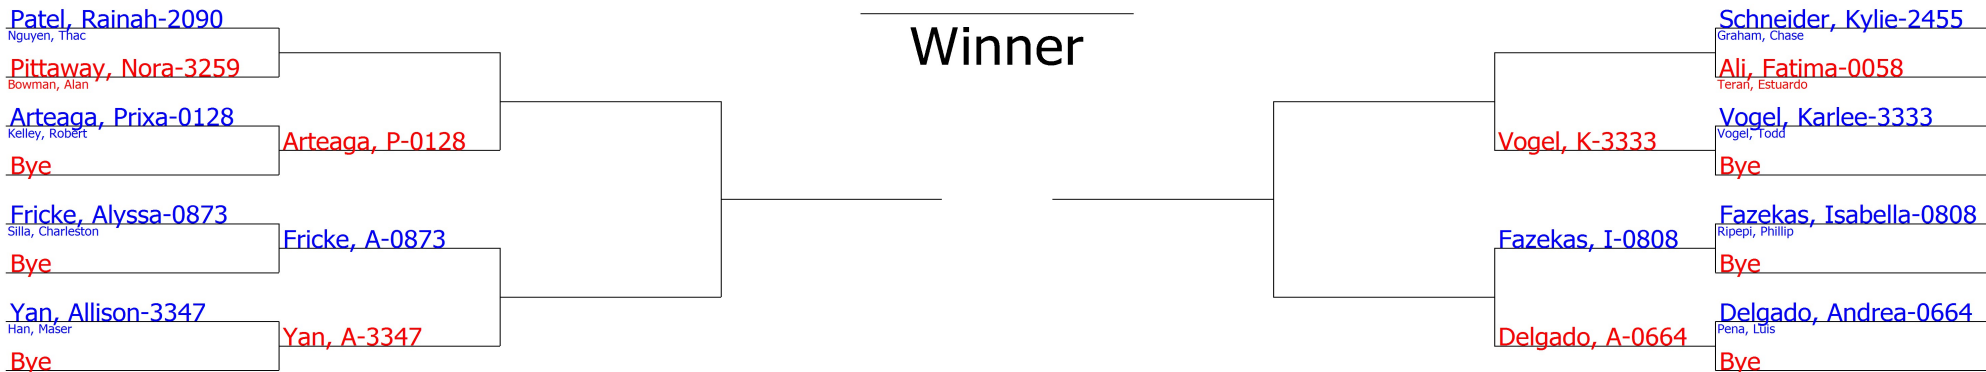 Patel, Rainah-2090
Nguyen, Thac
Pittaway, Nora-3259
Bowman, Alan
Arteaga, Prixa-0128
Kelley, Robert
Bye
Fricke, Alyssa-0873
Silla, Charleston
Bye
Yan, Allison-3347
Han, Maser
Bye
Arteaga, P-0128
Fricke, A-0873
Yan, A-3347
Winner
Vogel, K-3333
Fazekas, I-0808
Delgado, A-0664
Schneider, Kylie-2455
Graham, Chase
Ali, Fatima-0058
Teran, Estuardo
Vogel, Karlee-3333
Vogel, Todd
Bye
Fazekas, Isabella-0808
Ripepi, Phillip
Bye
Delgado, Andrea-0664
Pena, Luis
Bye